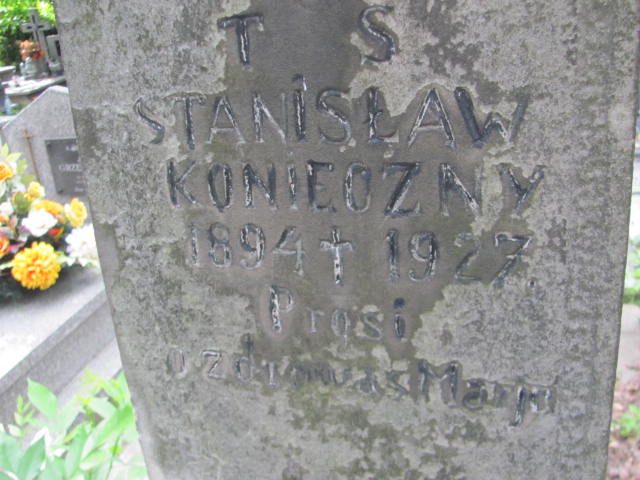 T S
STANISŁAW
KONIECZNY
1894 ✝ 1927.
Prosi
o zdrowaś Marjo